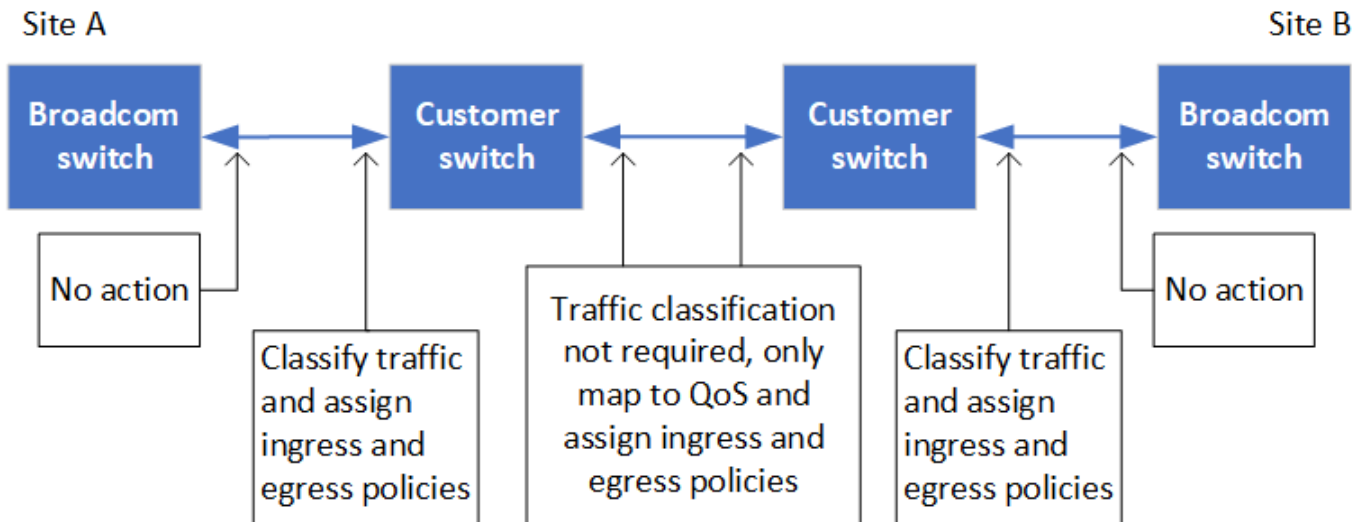 Site A
Site B
Broadcom
switch
Customer
switch
Customer
switch
Broadcom
switch
No action
Classify traffic
and assign
ingress and
egress policies
Traffic classification
not required, only
map to QoS and
assign ingress and
egress policies
Classify traffic
and assign
ingress and
egress policies
No action